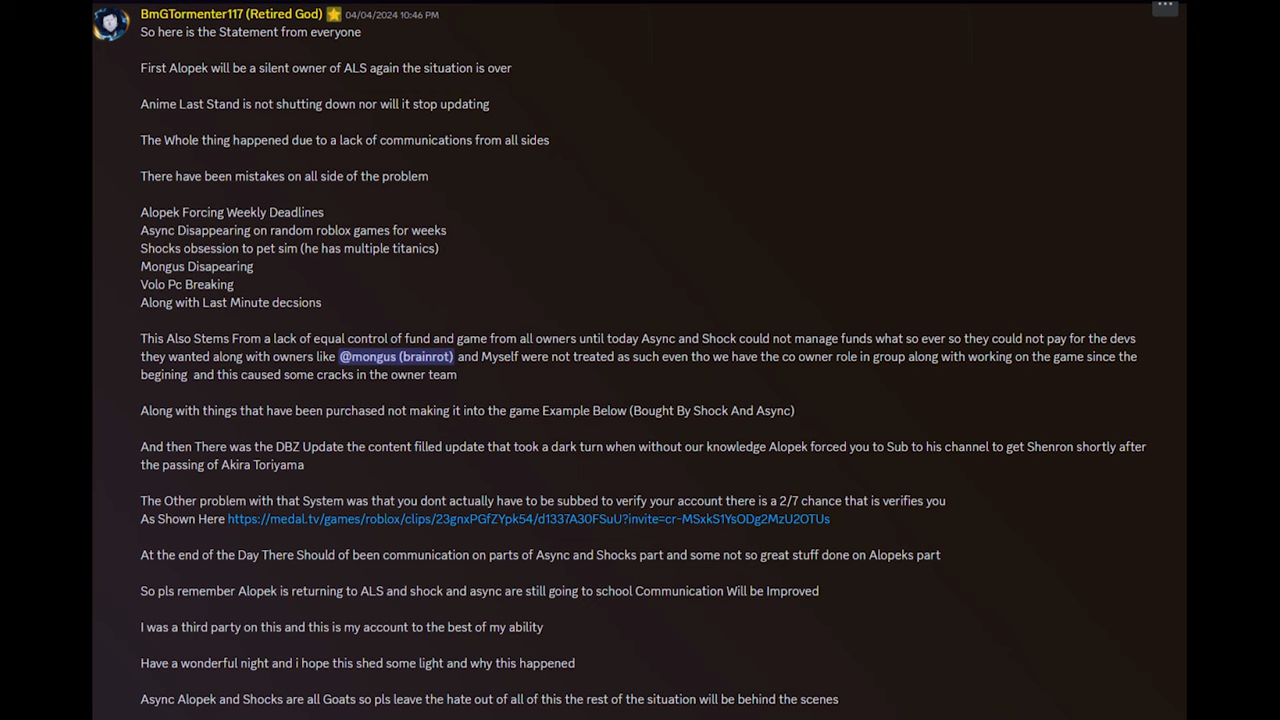 BmGTormenter117 (Retired God) 04/04/2024 10:46 PM
So here is the Statement from everyone
First Alopek will be a silent owner of ALS again the situation is over
Anime Last Stand is not shutting down nor will it stop updating
The Whole thing happened due to a lack of communications from all sides
There have been mistakes on all side of the problem
Alopek Forcing Weekly Deadlines
Async Disappearing on random roblox games for weeks
Shocks obsession to pet sim (he has multiple titanics)
Mongus Disapearing
Volo Pc Breaking
Along with Last Minute decsions
This Also Stems From a lack of equal control of fund and game from all owners until today Async and Shock could not manage funds what so ever so they could not pay for the devs
they wanted along with owners like @mongus (brainrot) and Myself were not treated as such even tho we have the co owner role in group along with working on the game since the
begining and this caused some cracks in the owner team
Along with things that have been purchased not making it into the game Example Below (Bought By Shock And Async)
And then There was the DBZ Update the content filled update that took a dark turn when without our knowledge Alopek forced you to Sub to his channel to get Shenron shortly after
the passing of Akira Toriyama
The Other problem with that System was that you dont actually have to be subbed to verify your account there is a 2/7 chance that is verifies you
As Shown Here https://medal.tv/games/roblox/clips/23gnxPGfZYpk54/d1337A30FSuU?invite=cr-MSxkS1YsODg2MzU2OTUs
At the end of the Day There Should of been communication on parts of Async and Shocks part and some not so great stuff done on Alopeks part
So pls remember Alopek is returning to ALS and shock and async are still going to school Communication Will be Improved
I was a third party on this and this is my account to the best of my ability
Have a wonderful night and i hope this shed some light and why this happened
Async Alopek and Shocks are all Goats so pls leave the hate out of all of this the rest of the situation will be behind the scenes